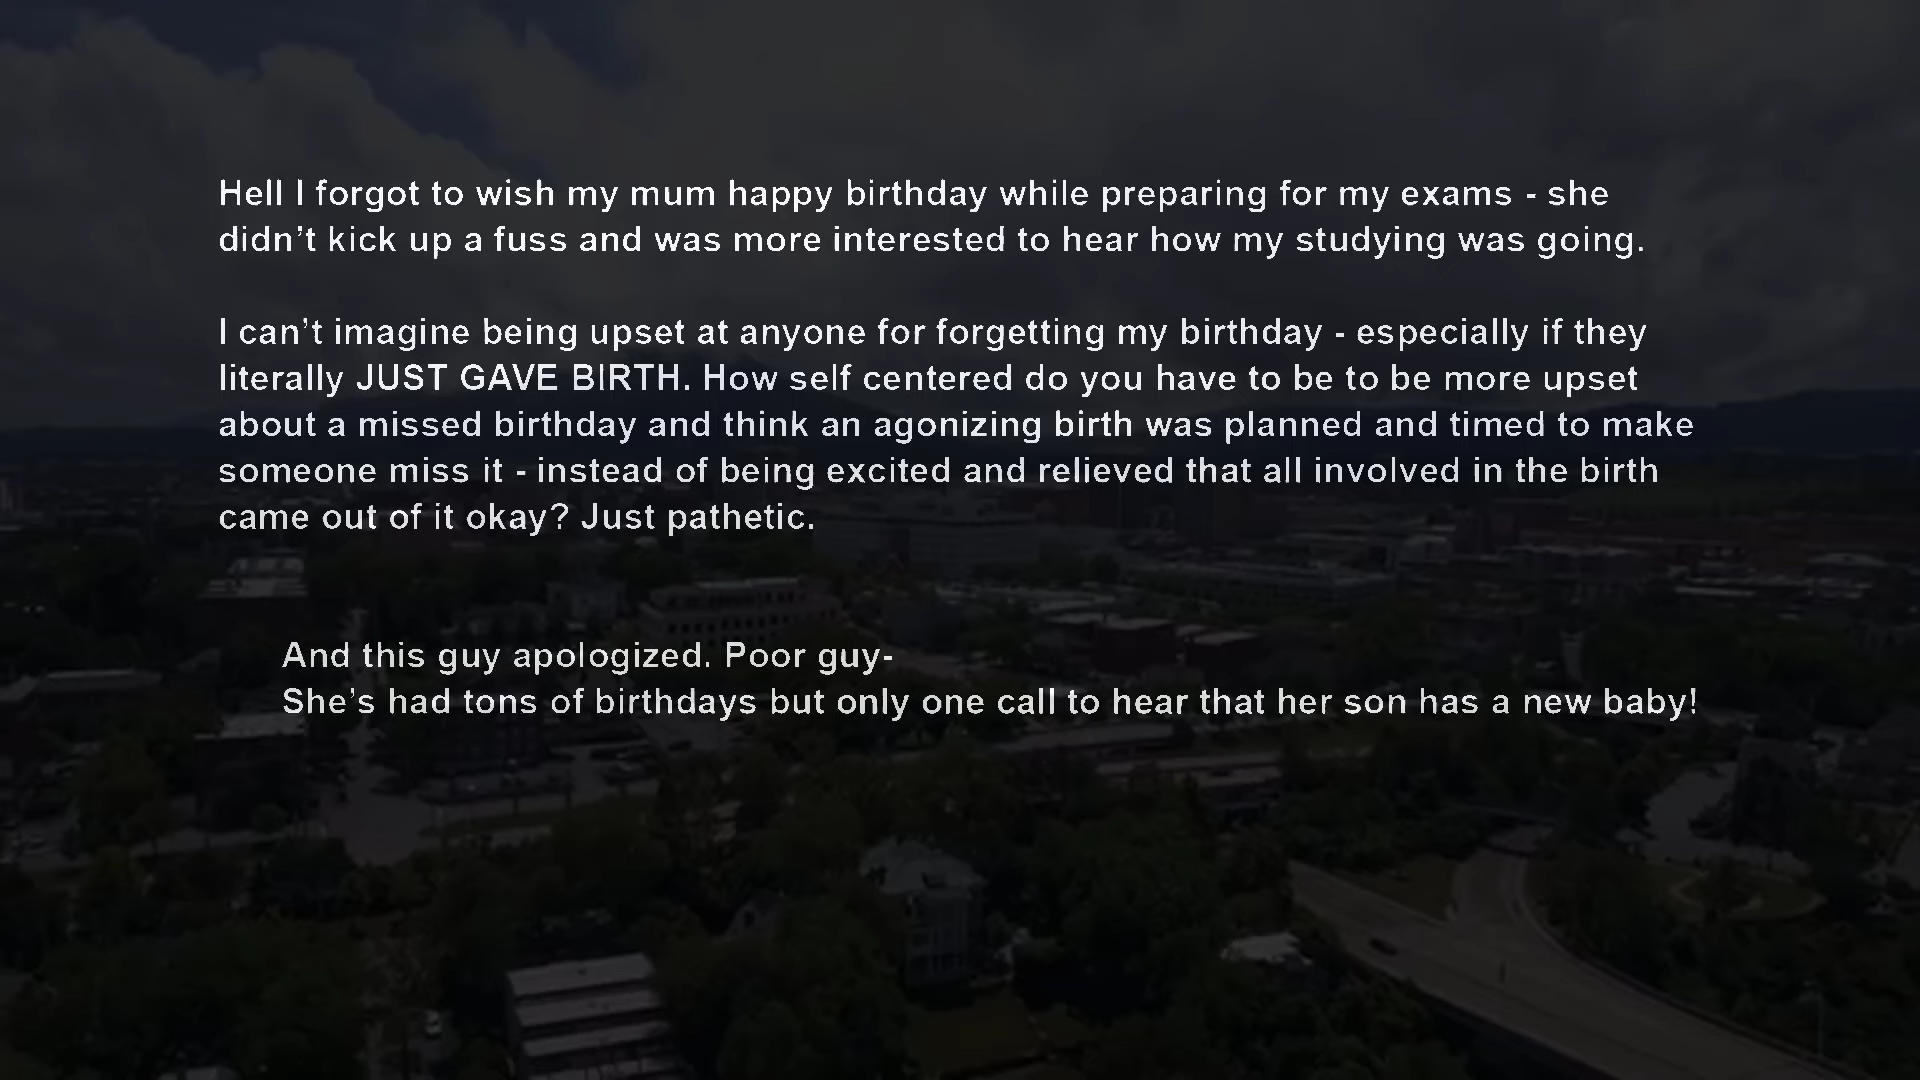 Hell I forgot to wish my mum happy birthday while preparing for my exams - she
didn’t kick up a fuss and was more interested to hear how my studying was going.
I can’t imagine being upset at anyone for forgetting my birthday - especially if they
literally JUST GAVE BIRTH. How self centered do you have to be to be more upset
about a missed birthday and think an agonizing birth was planned and timed to make
someone miss it - instead of being excited and relieved that all involved in the birth
came out of it okay? Just pathetic.
And this guy apologized. Poor guy-
She’s had tons of birthdays but only one call to hear that her son has a new baby!